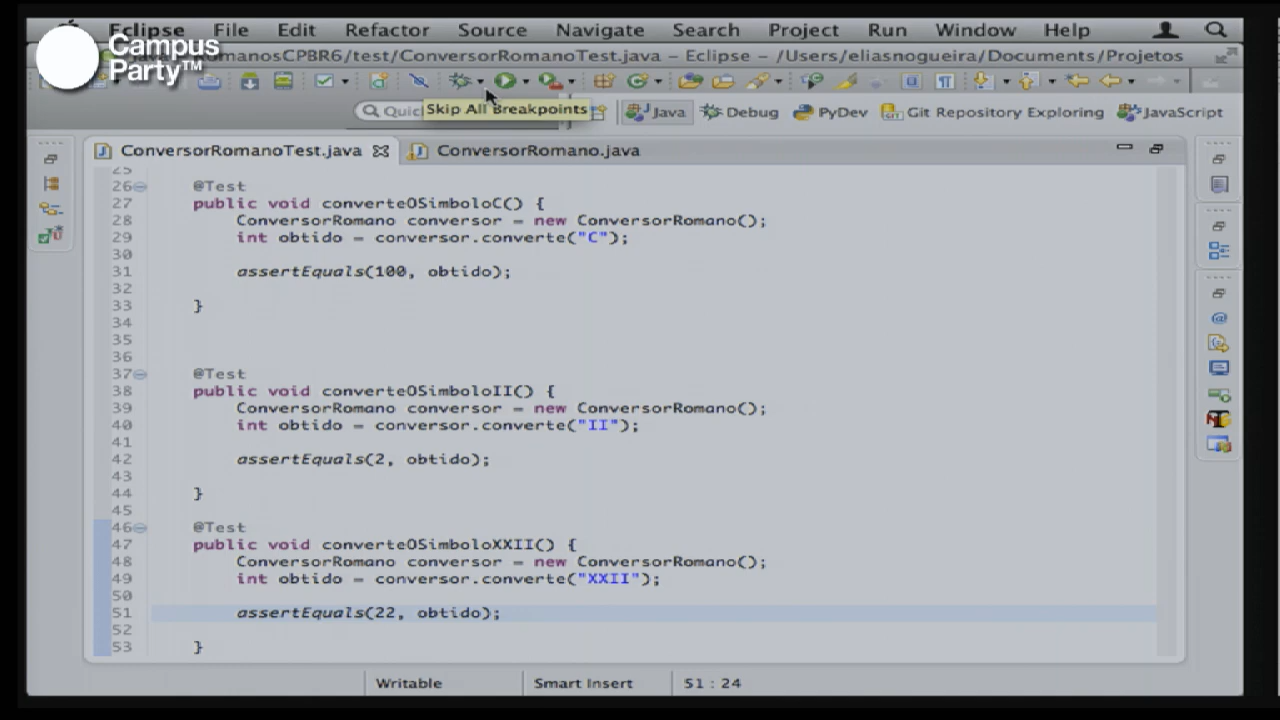 Eclipse File Edit Refactor Source Navigate Search Project Run Window Help
Campus
Party™
omanosCPBR6/test/ConversorRomanoTest.java – Eclipse – /Users/eliasnogueira/Documents/Projetos
Skip All Breakpoints
Quic
Java Debug PyDev Git Repository Exploring JavaScript
ConversorRomanoTest.java ConversorRomano.java
25
26 @Test
27 public void converteOSimboloC() {
28 ConversorRomano conversor = new ConversorRomano();
29 int obtido = conversor.converte("C");
30
31 assertEquals(100, obtido);
32
33 }
34
35
36
37 @Test
38 public void converteOSimboloII() {
39 ConversorRomano conversor = new ConversorRomano();
40 int obtido = conversor.converte("II");
41
42 assertEquals(2, obtido);
43
44 }
45
46 @Test
47 public void converteOSimboloXXII() {
48 ConversorRomano conversor = new ConversorRomano();
49 int obtido = conversor.converte("XXII");
50
51 assertEquals(22, obtido);
52
53 }
Writable Smart Insert 51 : 24